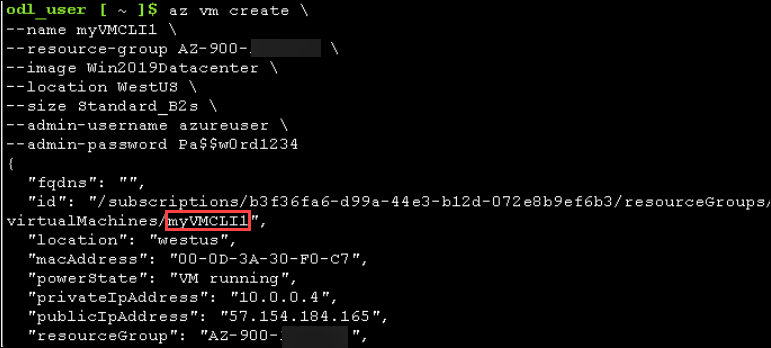 odl_user [ ~ ]$ az vm create \
--name myVMCLI1 \
--resource-group AZ-900- \
--image Win2019Datacenter \
--location WestUS \
--size Standard_B2s \
--admin-username azureuser \
--admin-password Pa$$w0rd1234
{
"fqdns": "",
"id": "/subscriptions/b3f36fa6-d99a-44e3-b12d-072e8b9ef6b3/resourceGroups/
virtualMachines/myVMCLI1",
"location": "westus",
"macAddress": "00-0D-3A-30-F0-C7",
"powerState": "VM running",
"privateIpAddress": "10.0.0.4",
"publicIpAddress": "57.154.184.165",
"resourceGroup": "AZ-900- ",